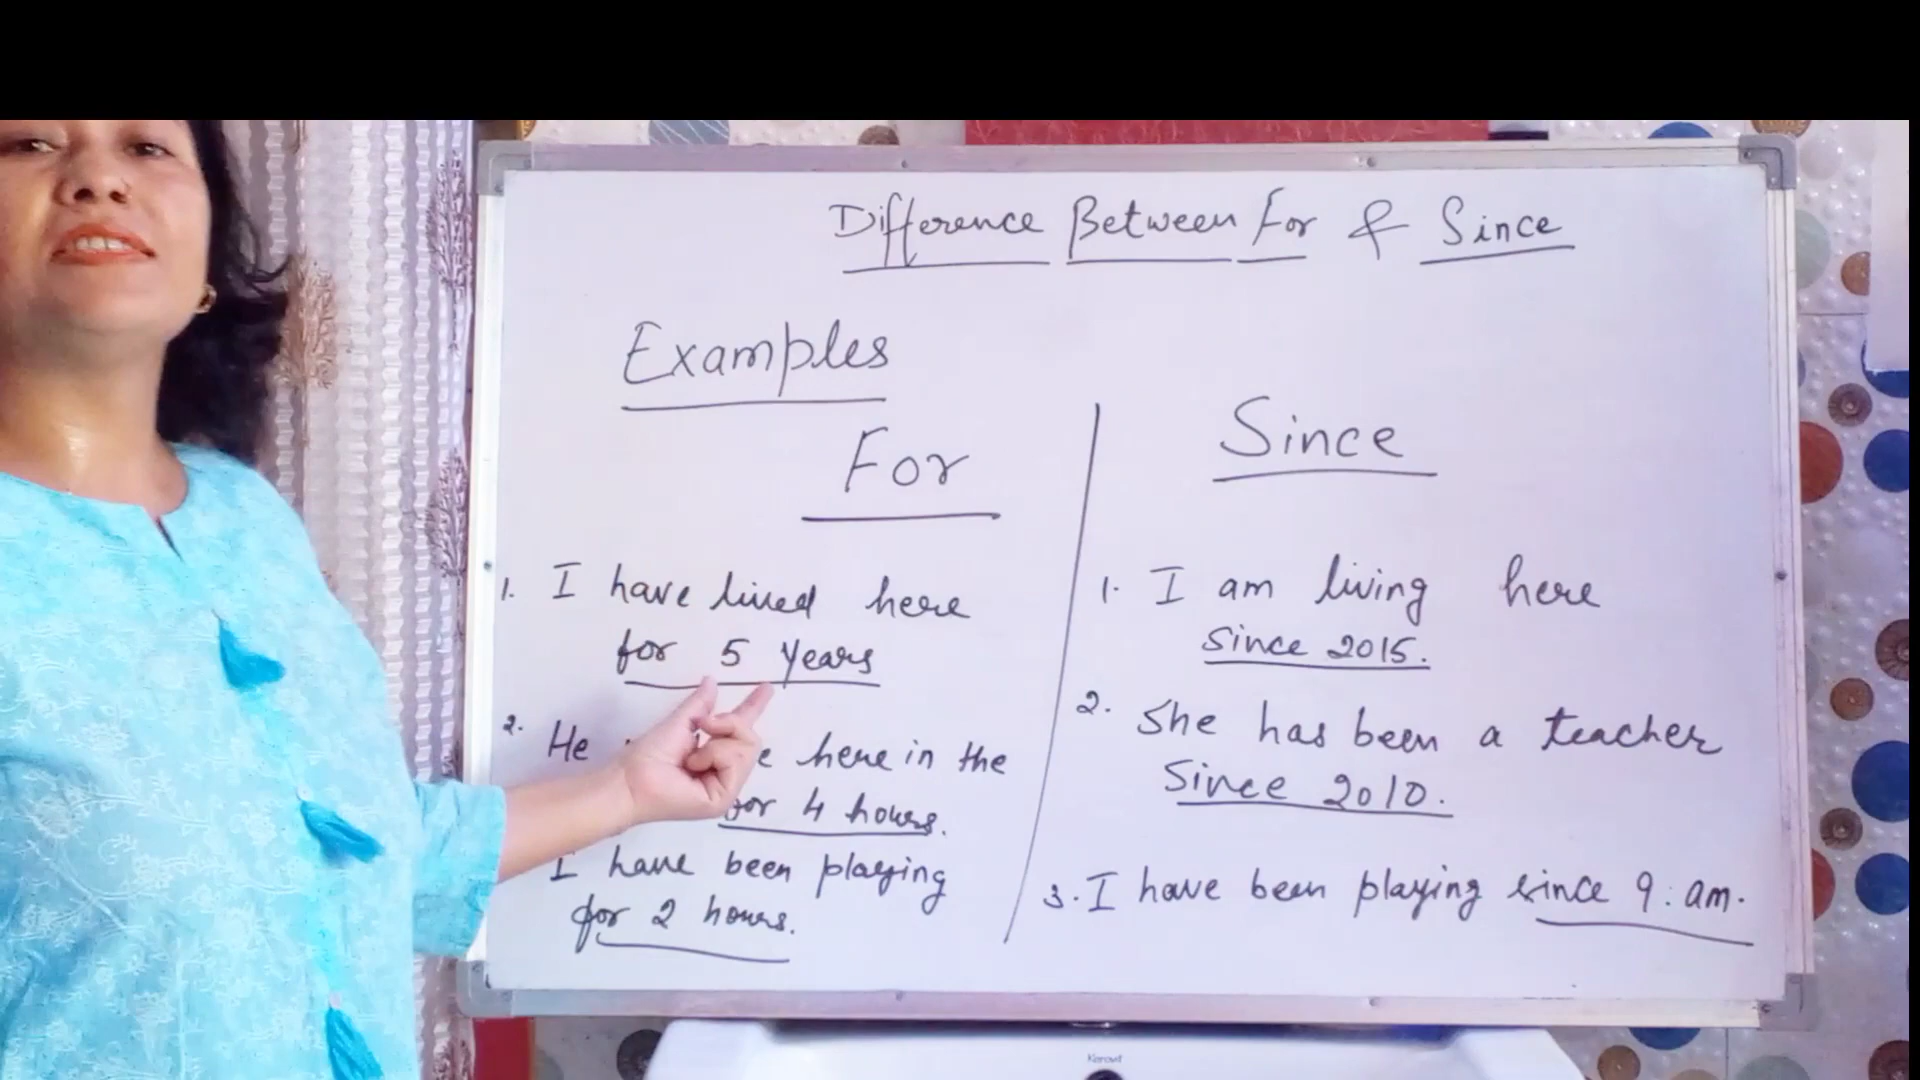 Difference Between For & Since
Examples
For
1. I have lived here
for 5 years
2. He here in the
for 4 hours.
I have been playing
for 2 hours.
Since
1. I am living here
since 2015.
2. She has been a teacher
Since 2010.
3. I have been playing since 9: am.
Kerovit